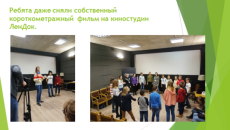 Ребята даже сняли собственный
короткометражный фильм на киностудии
ЛенДок.